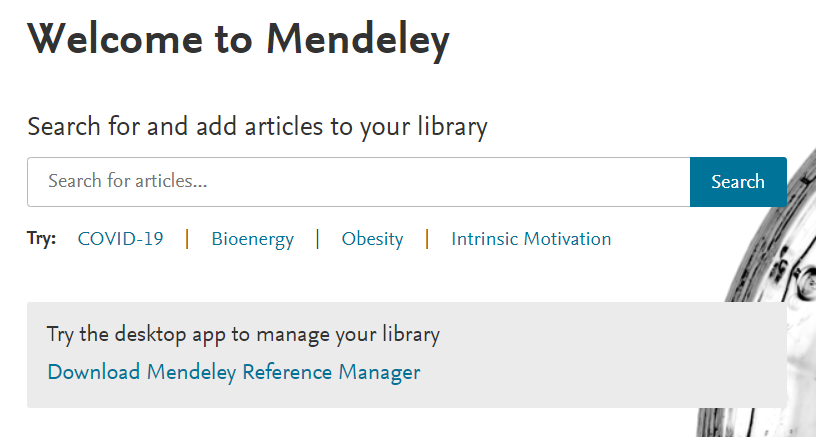 Welcome to Mendeley
Search for and add articles to your library
Search for articles... Search
Try: COVID-19 | Bioenergy | Obesity | Intrinsic Motivation
Try the desktop app to manage your library
Download Mendeley Reference Manager